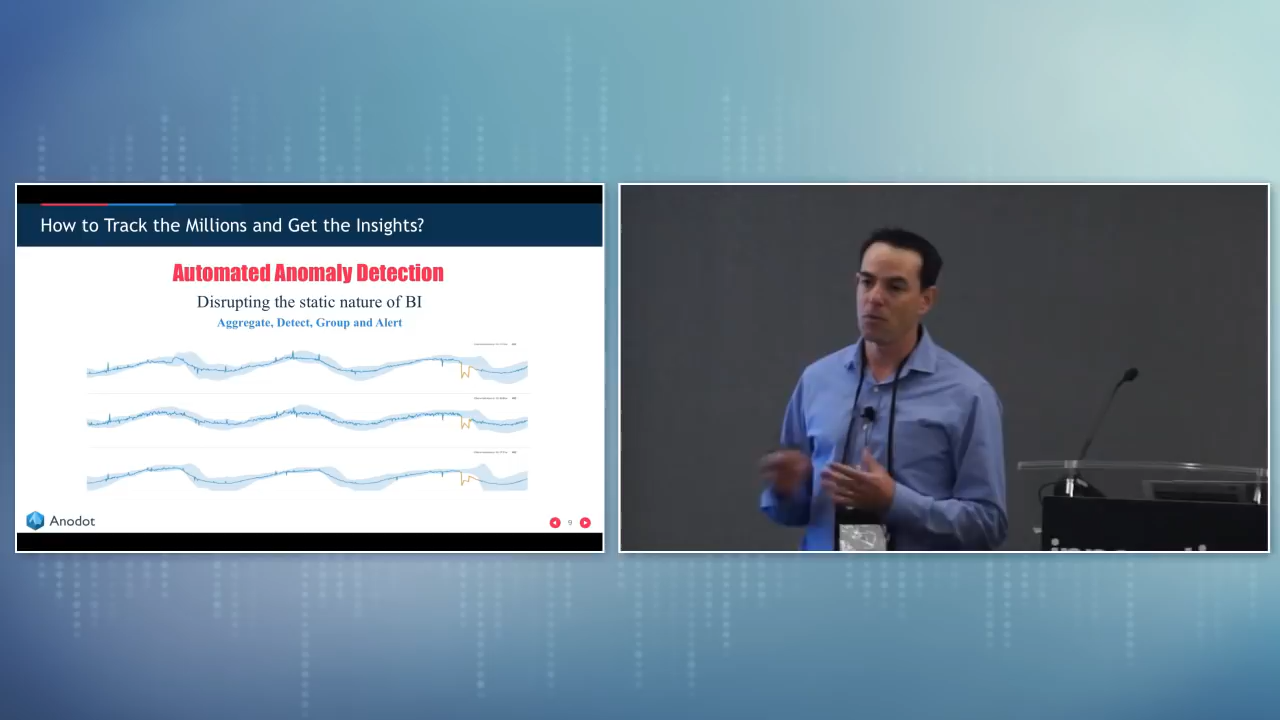 How to Track the Millions and Get the Insights?
Automated Anomaly Detection
Disrupting the static nature of BI
Aggregate, Detect, Group and Alert
Anodot
9